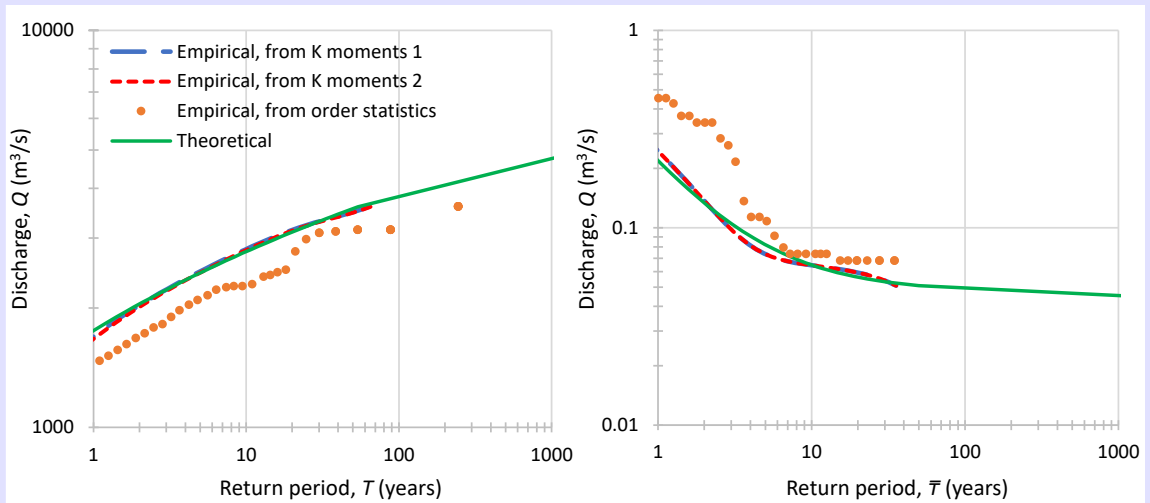 10000
Empirical, from K moments 1
Empirical, from K moments 2
Empirical, from order statistics
Theoretical
Discharge, Q (m³/s)
1000
1 10 100 1000
Return period, T (years)
1
0.1
0.01
Discharge, Q (m³/s)
1 10 100 1000
Return period, T̅ (years)